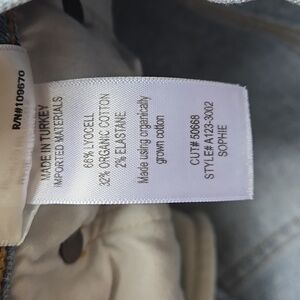 RN#109670
MADE IN TURKEY
IMPORTED MATERIALS
66% LYOCELL
32% ORGANIC COTTON
2% ELASTANE
Made using organically
grown cotton
CUT# 50668
STYLE# A123-3002
SOPHIE